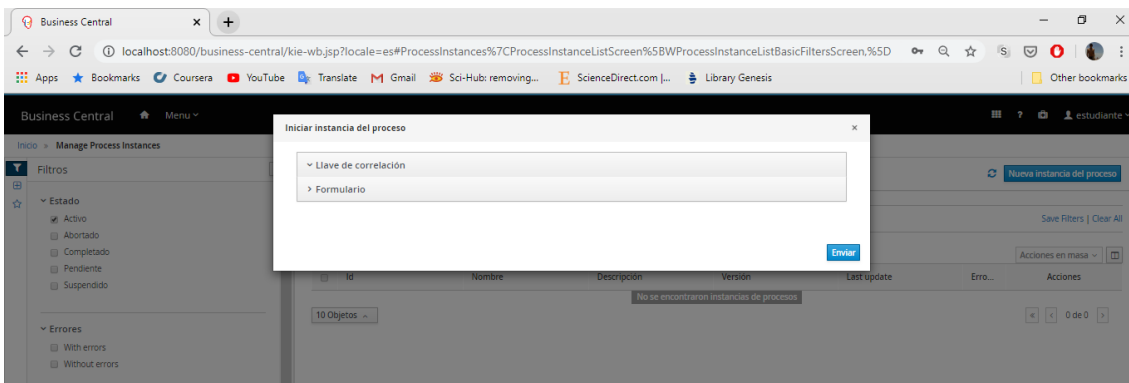 Business Central
localhost:8080/business-central/kie-wb.jsp?locale=es#ProcessInstances%7CProcessInstanceListScreen%5BWProcessInstanceListBasicFiltersScreen,%5D
Apps Bookmarks Coursera YouTube Translate Gmail Sci-Hub: removing... ScienceDirect.com |... Library Genesis Other bookmarks
Business Central Menu estudiante
Iniciar instancia del proceso
Inicio > Manage Process Instances
Llave de correlación
Filtros
Nueva instancia del proceso
Formulario
Estado
Activo
Save Filters | Clear All
Abortado
Completado
Enviar
Acciones en masa
Pendiente
Id Nombre Descripción Versión Last update Erro... Acciones
Suspendido
No se encontraron instancias de procesos
10 Objetos
0 de 0
Errores
With errors
Without errors